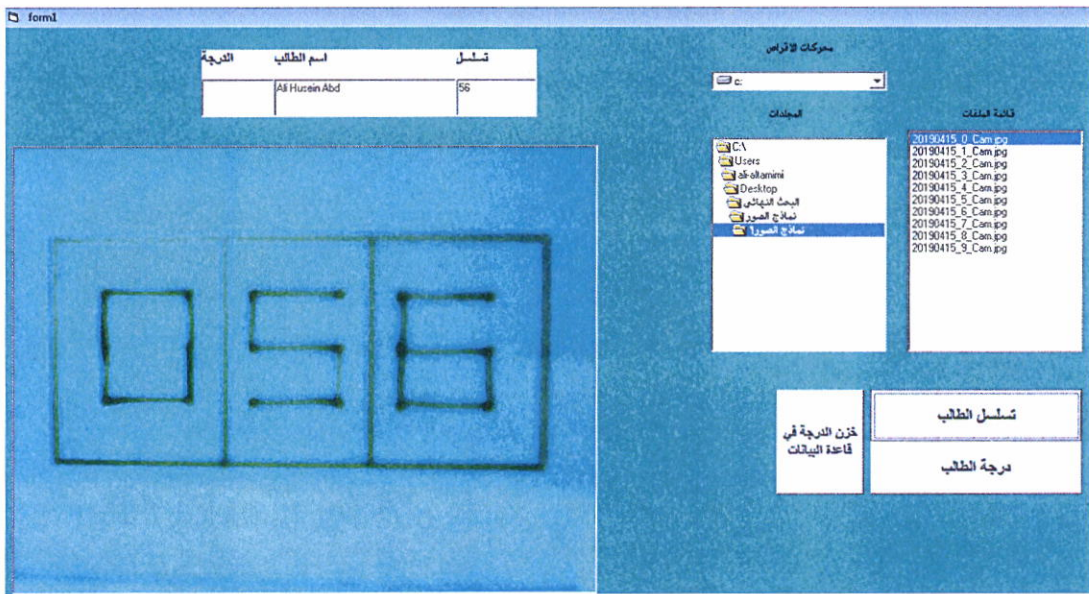 form1
محركات الاقراص
تسلسل اسم الطالب الدرجة
56 Ali Husein Abd
c:
المجلدات
قائمة الملفات
C:\
Users
ali-altamimi
Desktop
البحث النهائي
نماذج الصور
نماذج الصور1
20190415_0_Cam.jpg
20190415_1_Cam.jpg
20190415_2_Cam.jpg
20190415_3_Cam.jpg
20190415_4_Cam.jpg
20190415_5_Cam.jpg
20190415_6_Cam.jpg
20190415_7_Cam.jpg
20190415_8_Cam.jpg
20190415_9_Cam.jpg
056
تسلسل الطالب
خزن الدرجة في
قاعدة البيانات
درجة الطالب